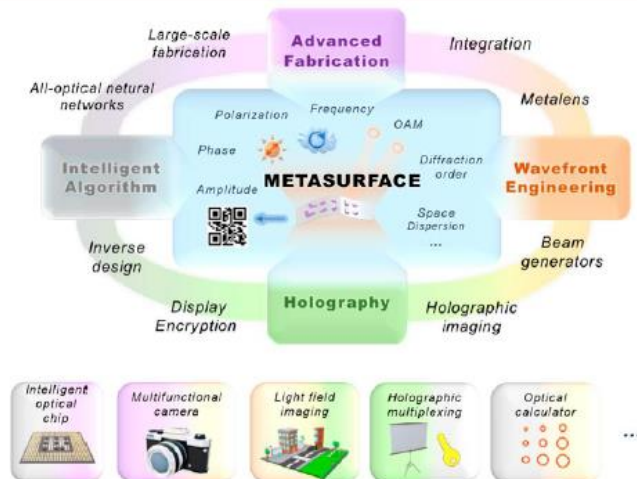 Large-scale
fabrication
Advanced
Fabrication
Integration
All-optical netural
networks
Metalens
Polarization
Frequency
OAM
Phase
Diffraction
order
Intelligent
Algorithm
METASURFACE
Wavefront
Engineering
Amplitude
Space
Dispersion
...
Inverse
design
Beam
generators
Display
Encryption
Holography
Holographic
imaging
Intelligent
optical
chip
Multifunctional
camera
Light field
imaging
Holographic
multiplexing
Optical
calculator
...